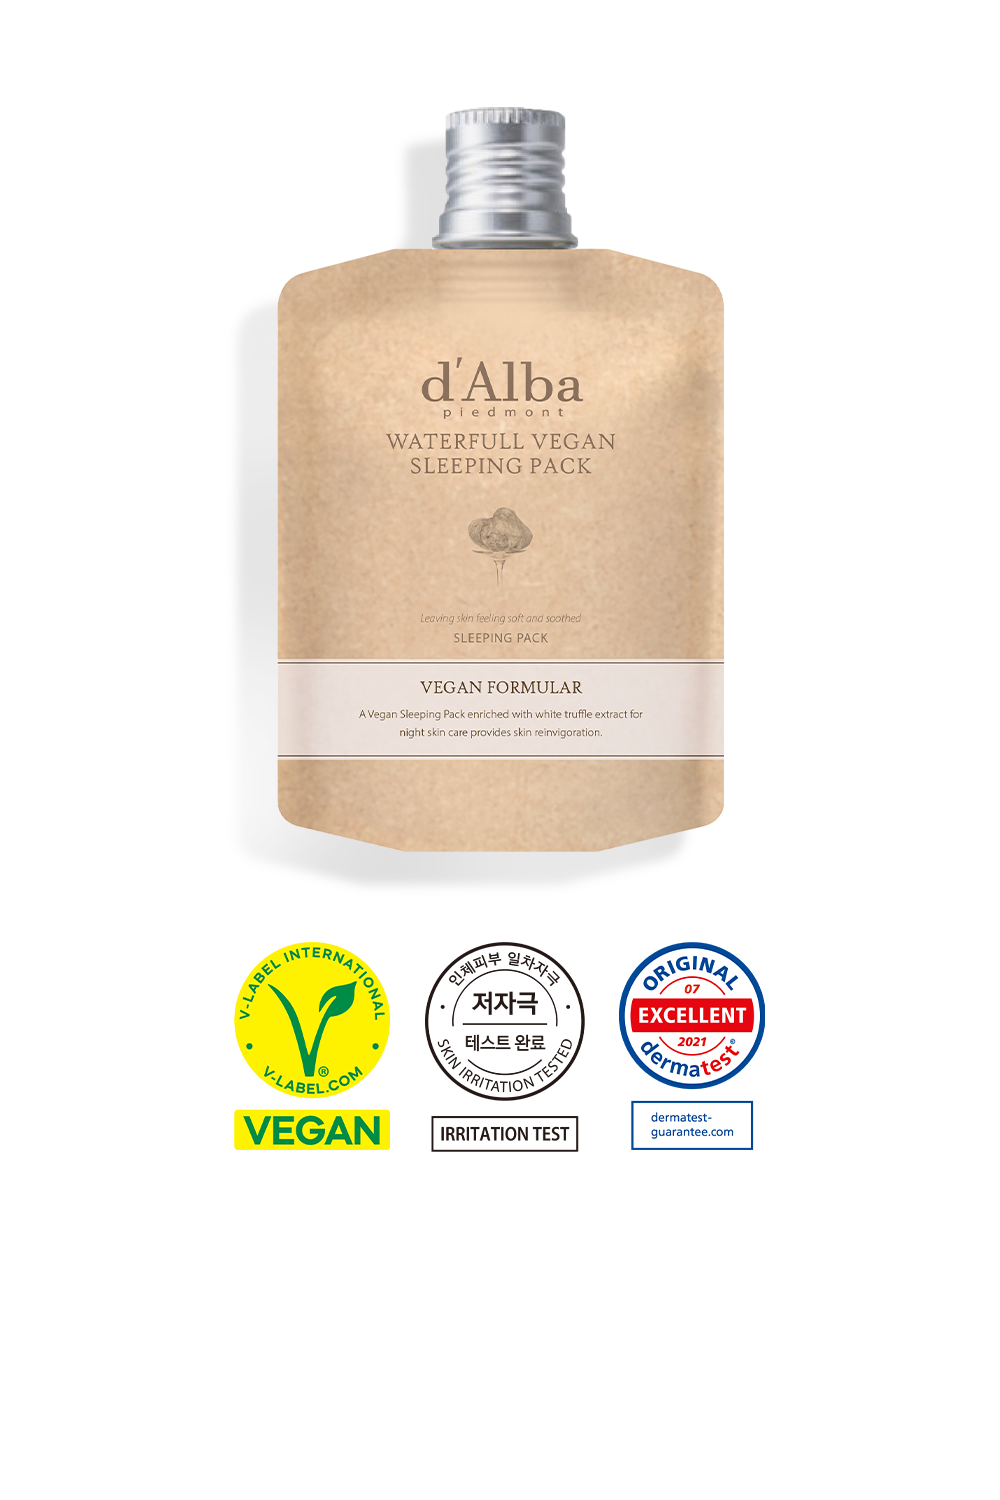 d'Alba
piedmont
WATERFULL VEGAN
SLEEPING PACK
Leaving skin feeling soft and soothed
SLEEPING PACK
VEGAN FORMULAR
A Vegan Sleeping Pack enriched with white truffle extract for
night skin care provides skin reinvigoration.
V-LABEL INTERNATIONAL
®
V-LABEL.COM
VEGAN
인체피부 일차자극
저자극
테스트 완료
SKIN IRRITATION TESTED
IRRITATION TEST
ORIGINAL
07
EXCELLENT
2021
dermatest®
dermatest-
guarantee.com